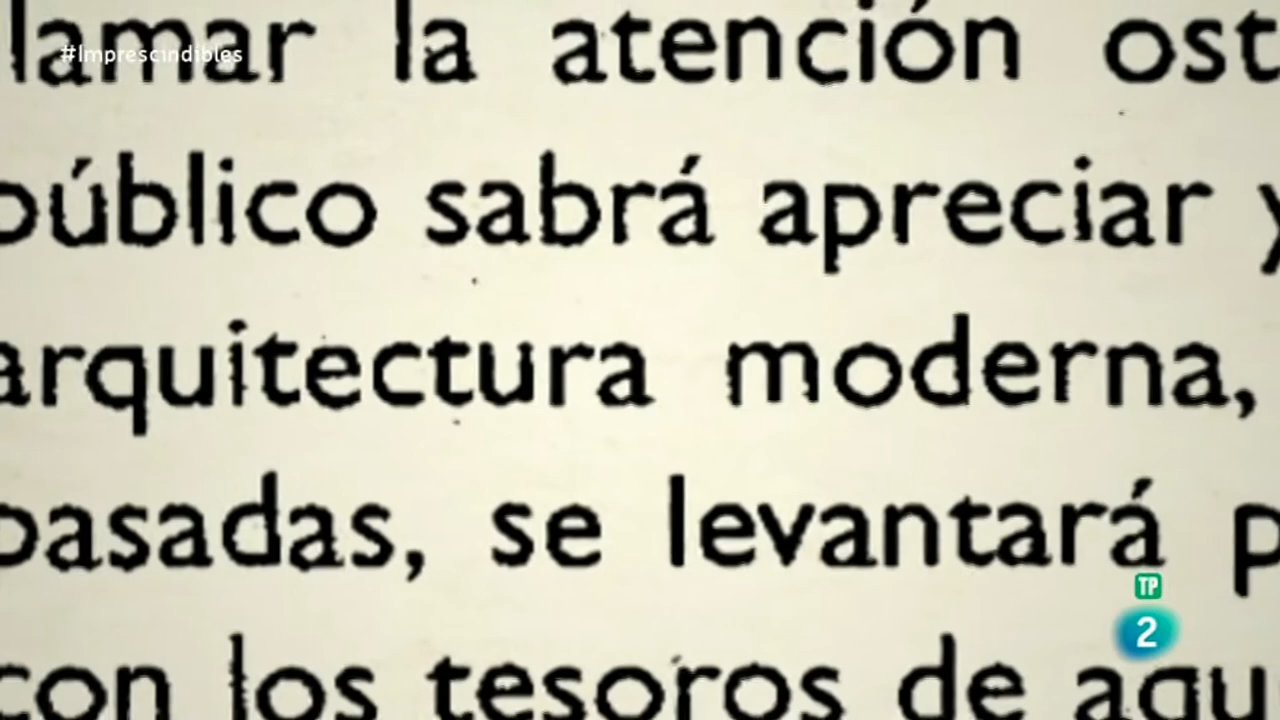 lamar la atención ost
#Imprescindibles
público sabrá apreciar y
arquitectura moderna,
pasadas, se levantará p
TP
2
con los tesoros de aqu